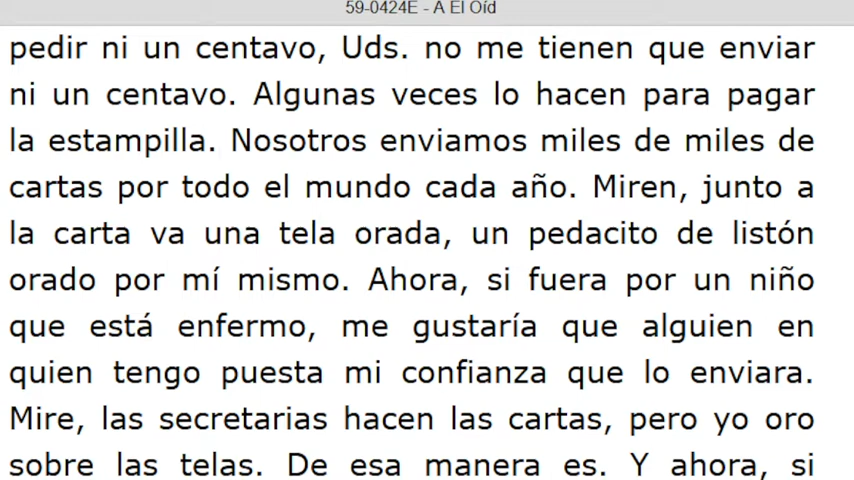 59-0424E - A El Oíd
pedir ni un centavo, Uds. no me tienen que enviar
ni un centavo. Algunas veces lo hacen para pagar
la estampilla. Nosotros enviamos miles de miles de
cartas por todo el mundo cada año. Miren, junto a
la carta va una tela orada, un pedacito de listón
orado por mí mismo. Ahora, si fuera por un niño
que está enfermo, me gustaría que alguien en
quien tengo puesta mi confianza que lo enviara.
Mire, las secretarias hacen las cartas, pero yo oro
sobre las telas. De esa manera es. Y ahora, si